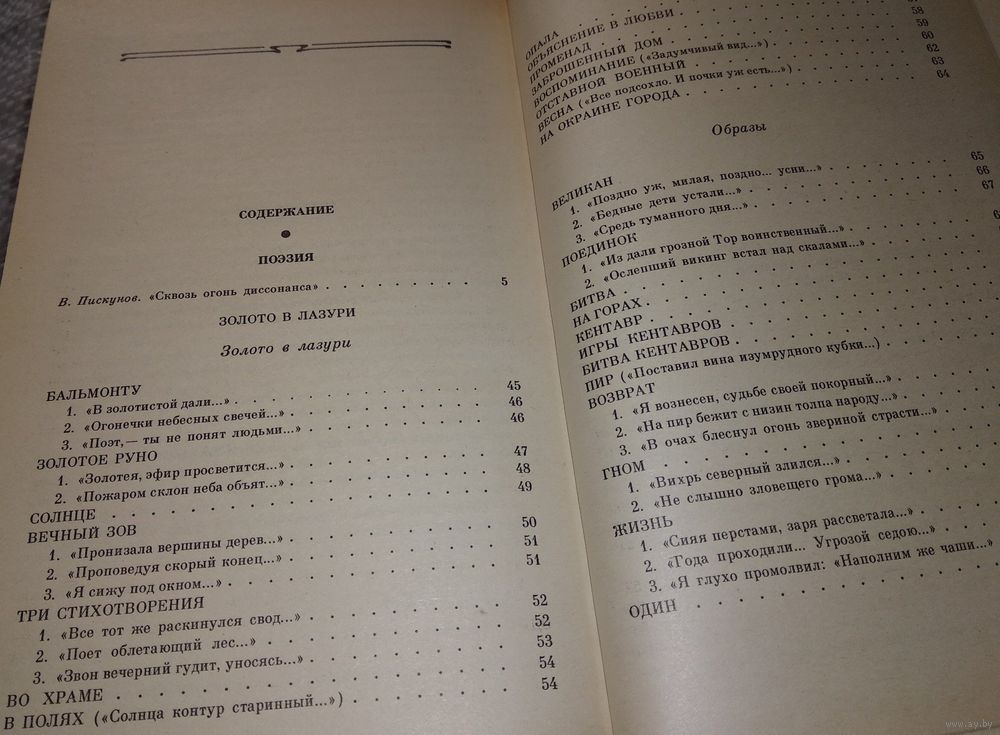 СОДЕРЖАНИЕ
ПОЭЗИЯ
В. Пискунов. «Сквозь огонь диссонанса» . . . . . . . . . . 5
ЗОЛОТО В ЛАЗУРИ
Золото в лазури
БАЛЬМОНТУ
1. «В золотистой дали...» . . . . . . . . . . 45
2. «Огонечки небесных свечей...» . . . . . . . . . . 46
3. «Поэт,— ты не понят людьми...» . . . . . . . . . . 46
ЗОЛОТОЕ РУНО
1. «Золотея, эфир просветится...» . . . . . . . . . . 47
2. «Пожаром склон неба объят...» . . . . . . . . . . 48
СОЛНЦЕ . . . . . . . . . . 49
ВЕЧНЫЙ ЗОВ
1. «Пронизала вершины дерев...» . . . . . . . . . . 50
2. «Проповедуя скорый конец...» . . . . . . . . . . 51
3. «Я сижу под окном...» . . . . . . . . . . 51
ТРИ СТИХОТВОРЕНИЯ
1. «Все тот же раскинулся свод...» . . . . . . . . . . 52
2. «Поет облетающий лес...» . . . . . . . . . . 52
3. «Звон вечерний гудит, уносясь...» . . . . . . . . . . 53
ВО ХРАМЕ . . . . . . . . . . 54
В ПОЛЯХ («Солнца контур старинный...») . . . . . . . . . . 54
ОПАЛА
ОБЪЯСНЕНИЕ В ЛЮБВИ . . . . . . . . . . 58
ПРОМЕНАД . . . . . . . . . . 59
ЗАБРОШЕННЫЙ ДОМ . . . . . . . . . . 60
ВОСПОМИНАНИЕ («Задумчивый вид...») . . . . . . . . . . 62
ОТСТАВНОЙ ВОЕННЫЙ . . . . . . . . . . 63
ВЕСНА («Все подсохло. И почки уж есть...») . . . . . . . . . . 64
НА ОКРАИНЕ ГОРОДА . . . . . . . . . .
Образы
ВЕЛИКАН
1. «Поздно уж, милая, поздно... усни...» . . . . . . . . . . 65
2. «Бедные дети устали...» . . . . . . . . . . 66
3. «Средь туманного дня...» . . . . . . . . . . 67
ПОЕДИНОК
1. «Из дали грозной Тор воинственный...» . . . . . . . . . .
2. «Ослепший викинг встал над скалами...» . . . . . . . . . .
БИТВА . . . . . . . . . .
НА ГОРАХ . . . . . . . . . .
КЕНТАВР . . . . . . . . . .
ИГРЫ КЕНТАВРОВ . . . . . . . . . .
БИТВА КЕНТАВРОВ . . . . . . . . . .
ПИР («Поставил вина изумрудного кубки...») . . . . . . . . . .
ВОЗВРАТ
1. «Я вознесен, судьбе своей покорный...» . . . . . . . . . .
2. «На пир бежит с низин толпа народу...» . . . . . . . . . .
3. «В очах блеснул огонь звериной страсти...» . . . . . . . . . .
ГНОМ . . . . . . . . . .
1. «Вихрь северный злился...» . . . . . . . . . .
2. «Не слышно зловещего грома...» . . . . . . . . . .
ЖИЗНЬ
1. «Сияя перстами, заря рассветала...» . . . . . . . . . .
2. «Года проходили... Угрозой седою...» . . . . . . . . . .
3. «Я глухо промолвил: «Наполним же чаши...»
ОДИН . . . . . . . . . .
www.ay.by